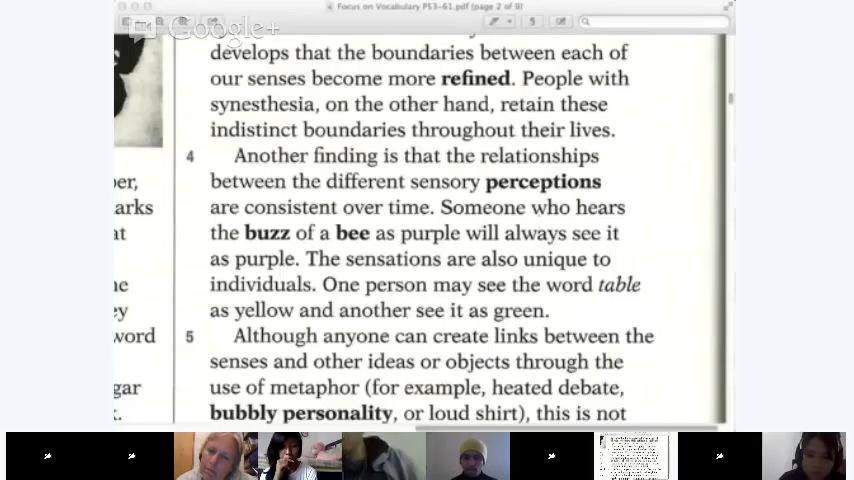 Focus on Vocabulary P53-61.pdf (page 2 of 9)
Google+
develops that the boundaries between each of
our senses become more refined. People with
synesthesia, on the other hand, retain these
indistinct boundaries throughout their lives.
4 Another finding is that the relationships
between the different sensory perceptions
are consistent over time. Someone who hears
the buzz of a bee as purple will always see it
as purple. The sensations are also unique to
individuals. One person may see the word table
as yellow and another see it as green.
5 Although anyone can create links between the
senses and other ideas or objects through the
use of metaphor (for example, heated debate,
bubbly personality, or loud shirt), this is not
er,
arks
at
ne
ey
word
gar
k.